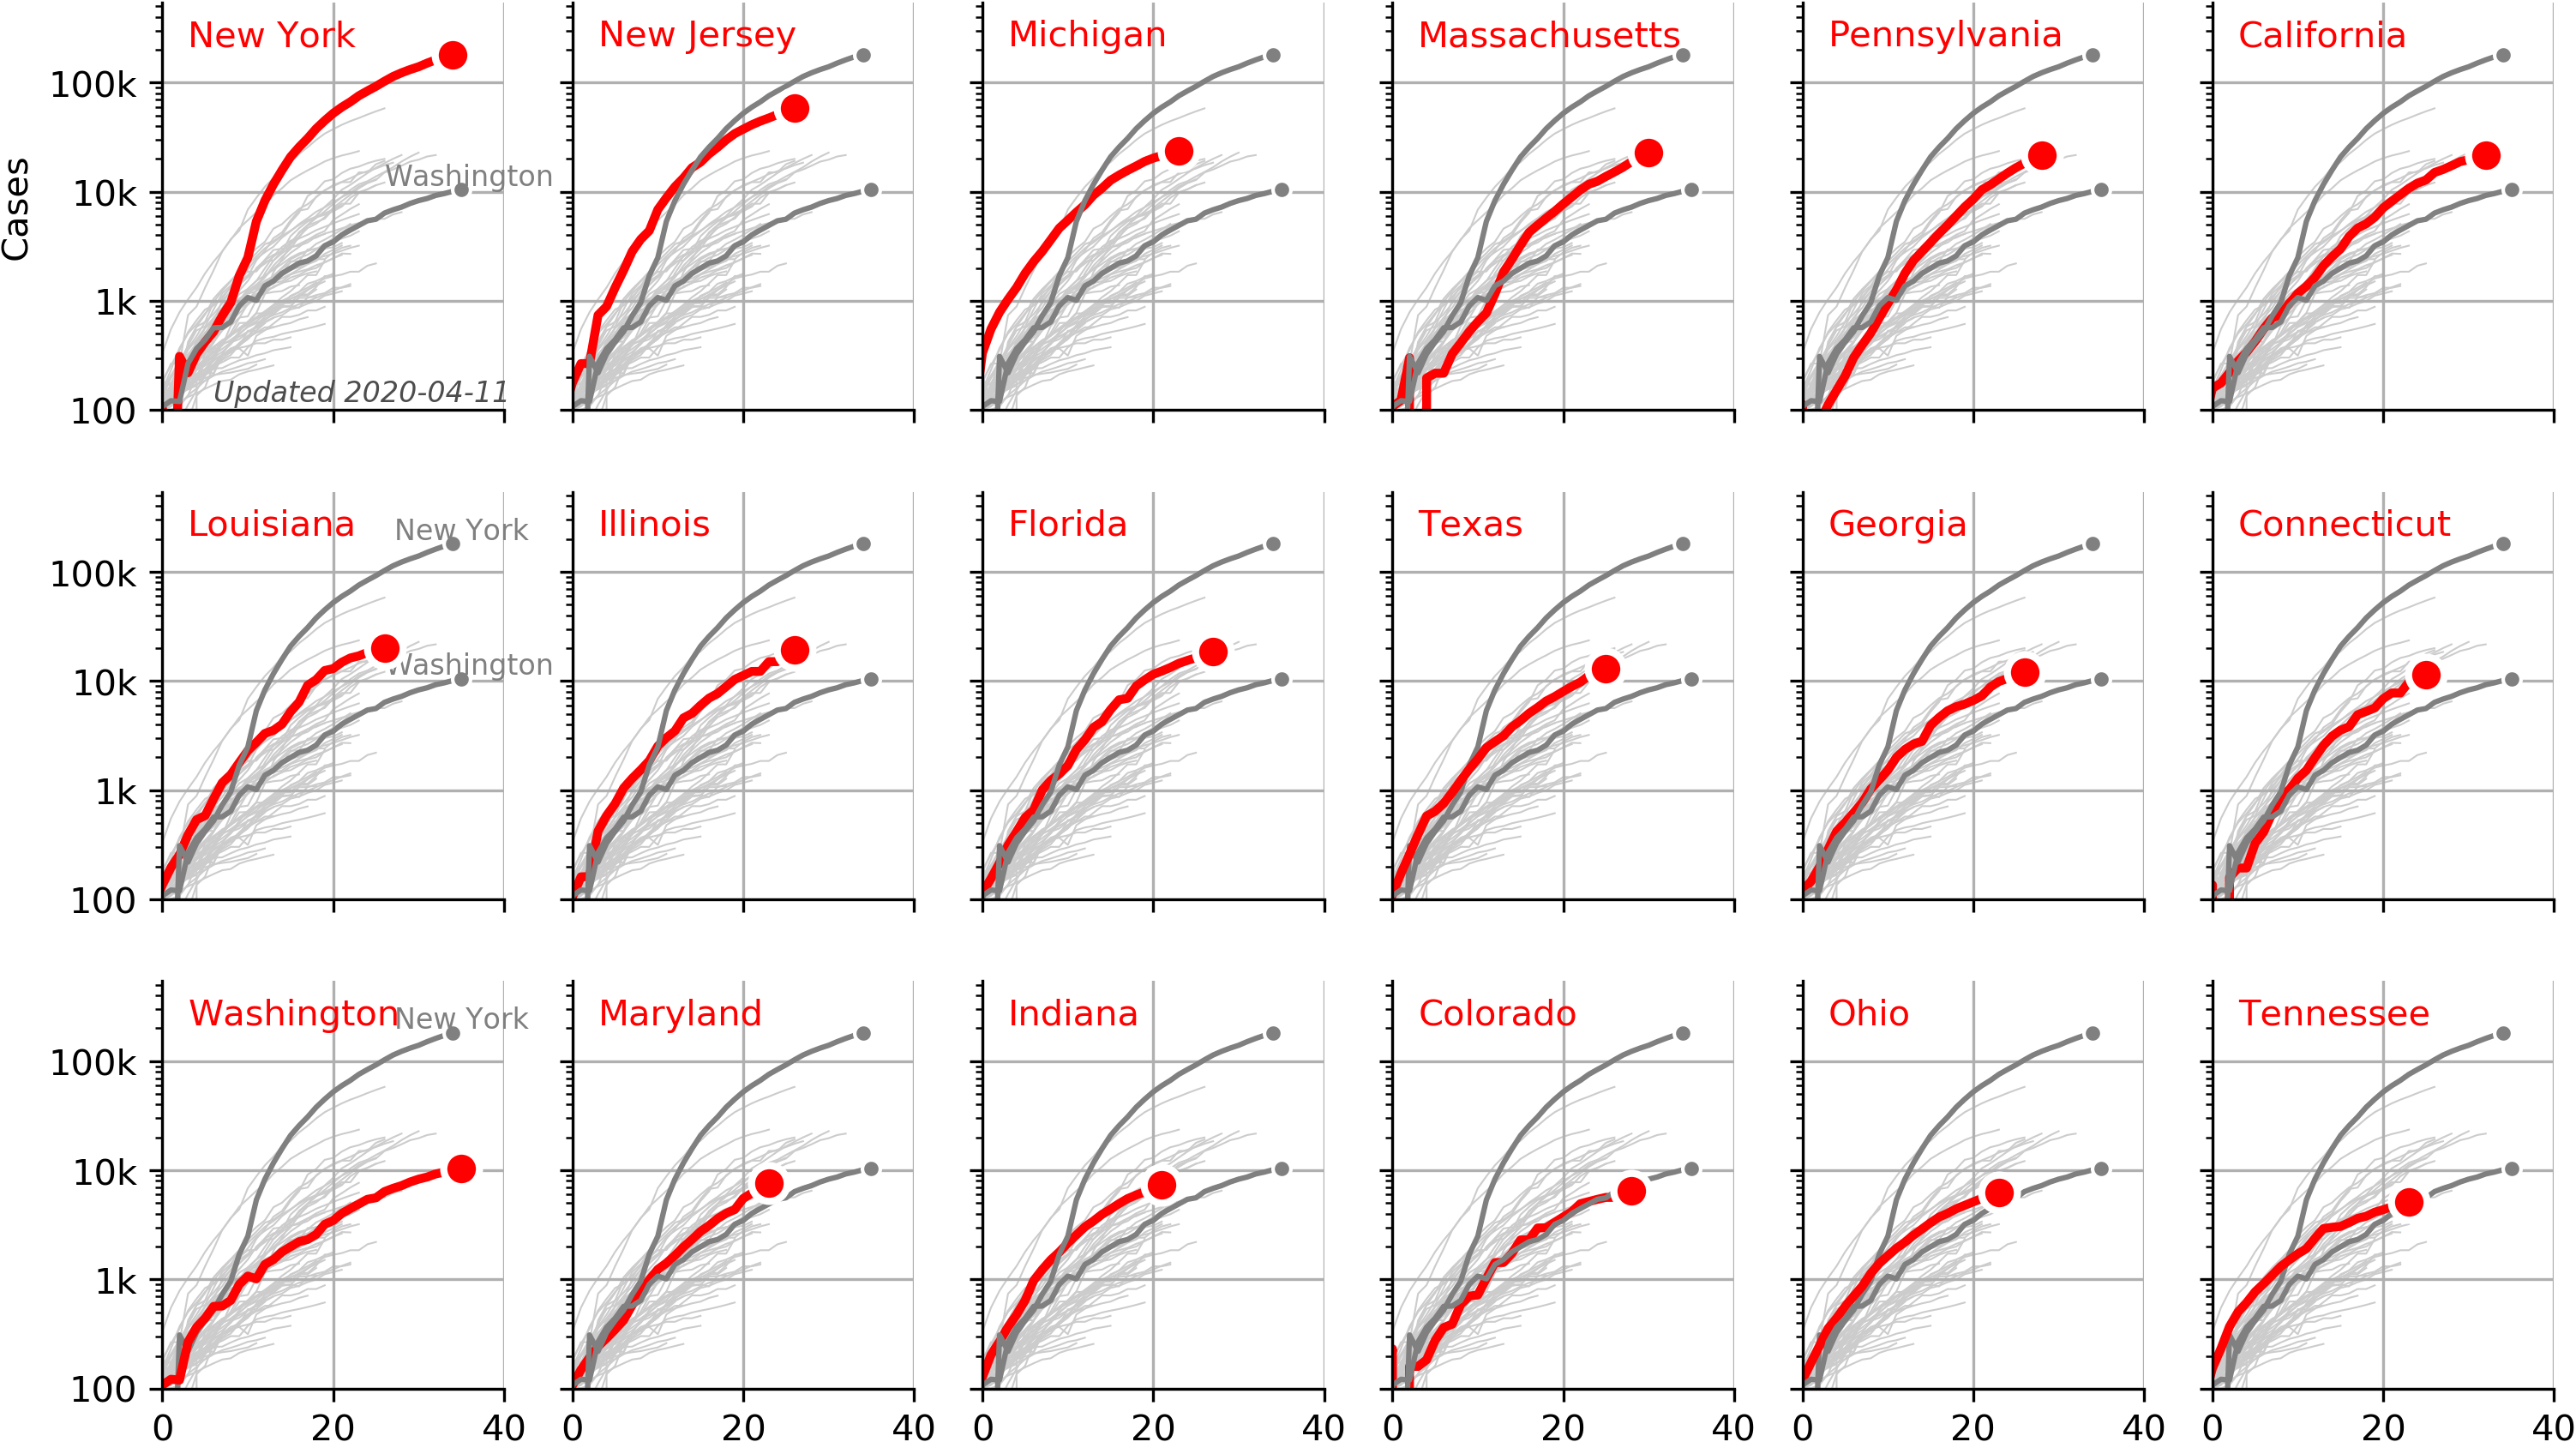 New York
New Jersey
Michigan
Massachusetts
Pennsylvania
California
100k
10k
1k
100
Cases
Washington
Updated 2020-04-11
Louisiana
New York
Illinois
Florida
Texas
Georgia
Connecticut
100k
10k
1k
100
Washington
Washington
New York
Maryland
Indiana
Colorado
Ohio
Tennessee
100k
10k
1k
100
0 20 40 0 20 40 0 20 40 0 20 40 0 20 40 0 20 40